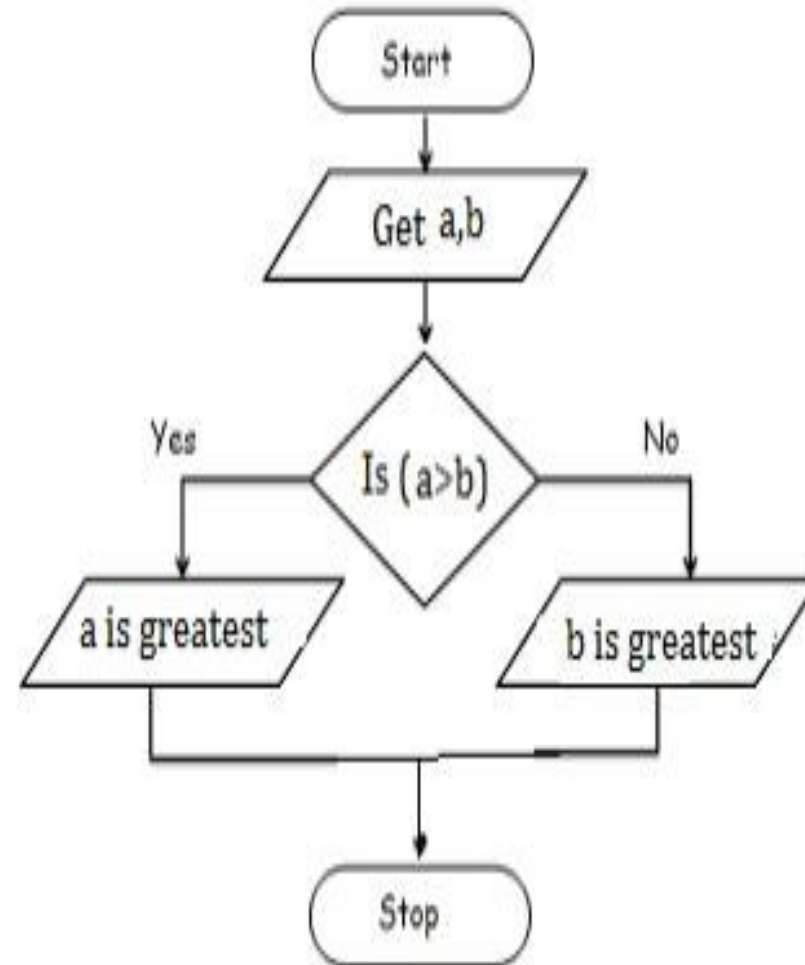 Start
Get a,b
Is (a>b)
Yes
No
a is greatest
b is greatest
Stop